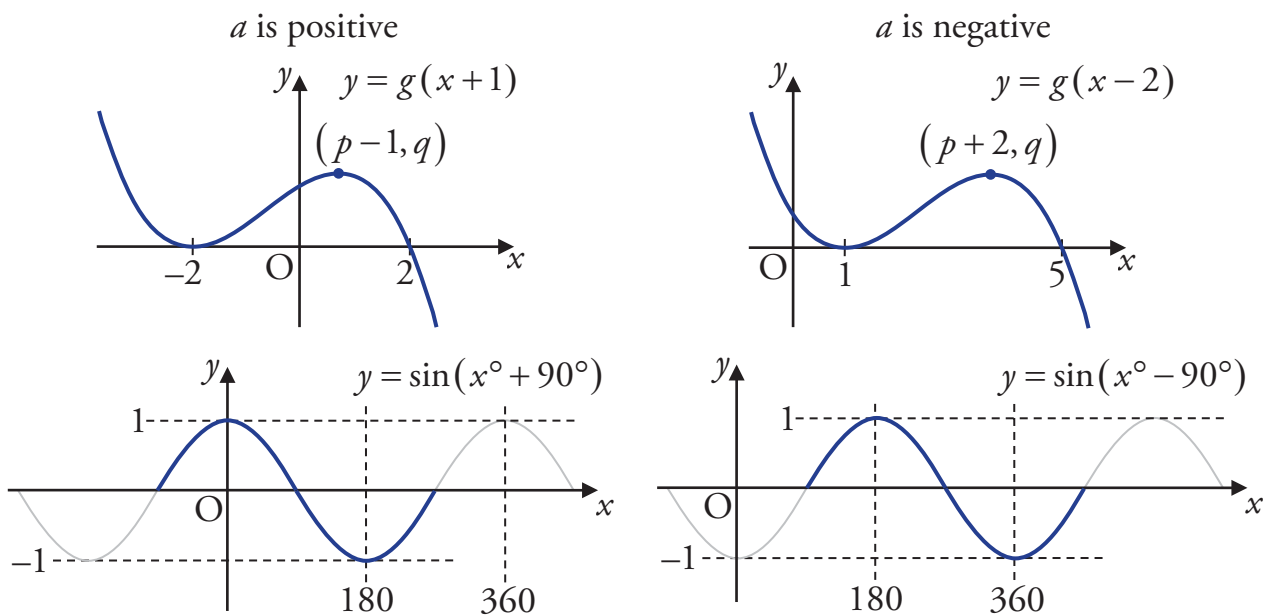 a is positive
y
y = g(x + 1)
(p − 1, q)
−2
O
2
x
a is negative
y
y = g(x − 2)
(p + 2, q)
O
1
5
x
y
y = sin(x° + 90°)
1
O
x
−1
180
360
y
y = sin(x° − 90°)
1
O
x
−1
180
360